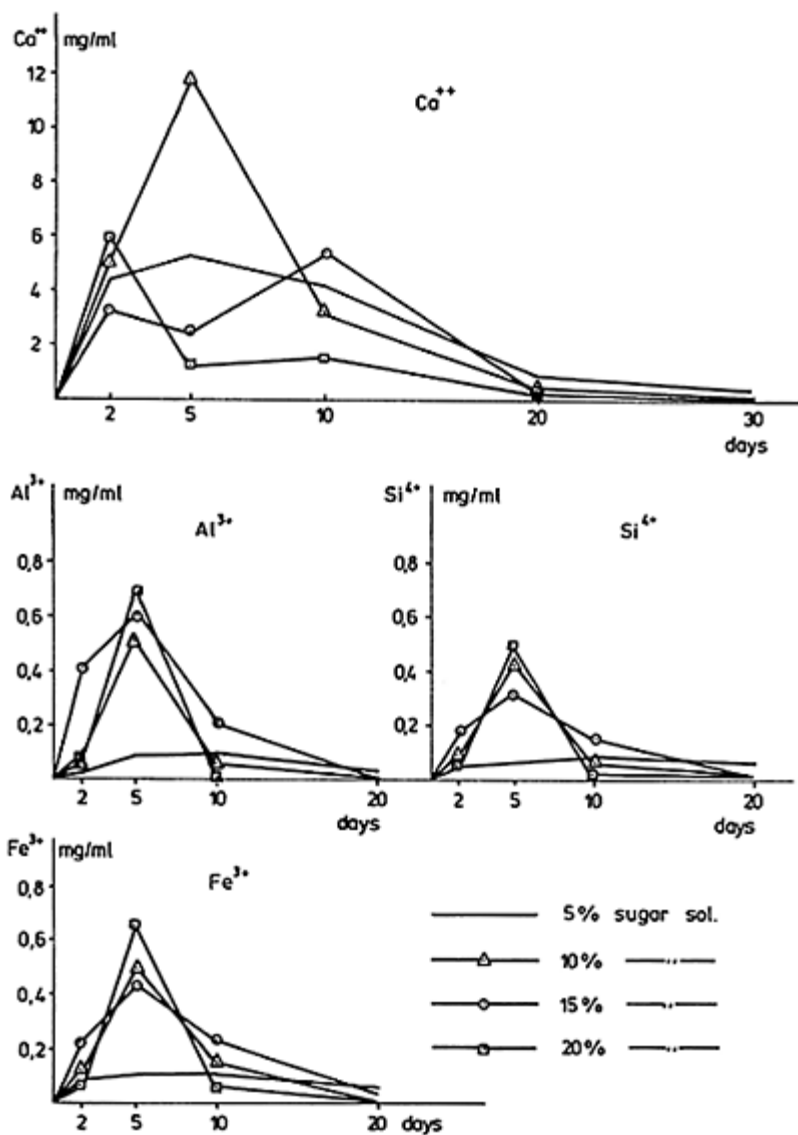 Ca⁺⁺ mg/ml
Ca⁺⁺
12
10
8
6
4
2
2 5 10 20 30
days
Al³⁺ mg/ml
Al³⁺
0,8
0,6
0,4
0,2
2 5 10 20
days
Si⁴⁺ mg/ml
Si⁴⁺
0,8
0,6
0,4
0,2
2 5 10 20
days
Fe³⁺ mg/ml
Fe³⁺
0,8
0,6
0,4
0,2
2 5 10 days 20
5% sugar sol.
10% —〃—
15% —〃—
20% —〃—